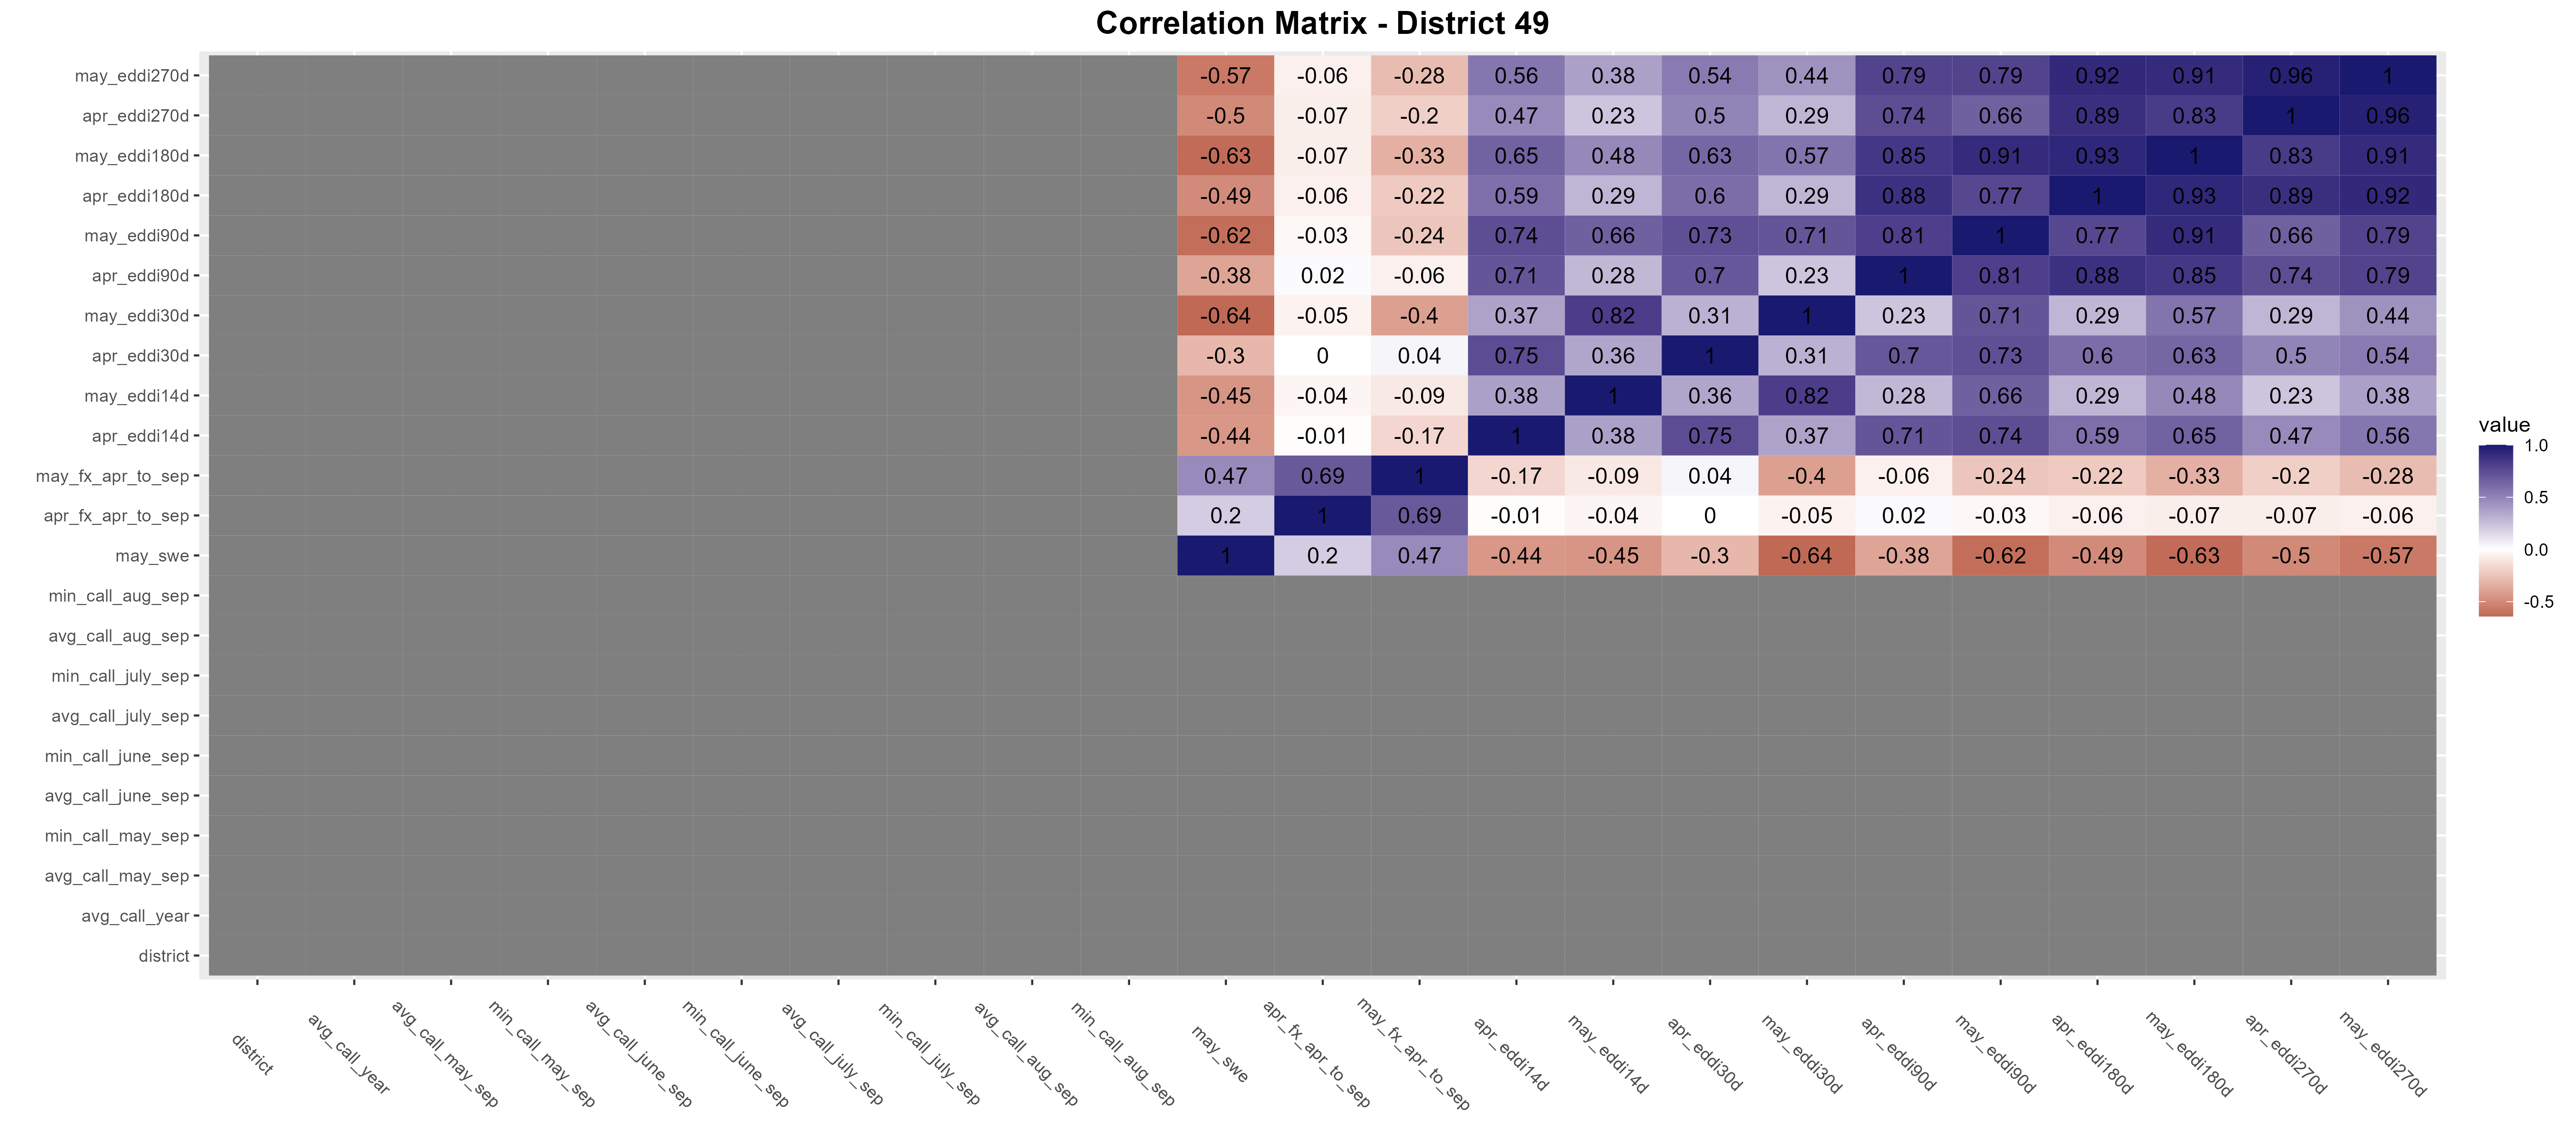 Correlation Matrix - District 49
may_eddi270d -0.57 -0.06 -0.28 0.56 0.38 0.54 0.44 0.79 0.79 0.92 0.91 0.96 1
apr_eddi270d -0.5 -0.07 -0.2 0.47 0.23 0.5 0.29 0.74 0.66 0.89 0.83 1 0.96
may_eddi180d -0.63 -0.07 -0.33 0.65 0.48 0.63 0.57 0.85 0.91 0.93 1 0.83 0.91
apr_eddi180d -0.49 -0.06 -0.22 0.59 0.29 0.6 0.29 0.88 0.77 1 0.93 0.89 0.92
may_eddi90d -0.62 -0.03 -0.24 0.74 0.66 0.73 0.71 0.81 1 0.77 0.91 0.66 0.79
apr_eddi90d -0.38 0.02 -0.06 0.71 0.28 0.7 0.23 1 0.81 0.88 0.85 0.74 0.79
may_eddi30d -0.64 -0.05 -0.4 0.37 0.82 0.31 1 0.23 0.71 0.29 0.57 0.29 0.44
apr_eddi30d -0.3 0 0.04 0.75 0.36 1 0.31 0.7 0.73 0.6 0.63 0.5 0.54
may_eddi14d -0.45 -0.04 -0.09 0.38 1 0.36 0.82 0.28 0.66 0.29 0.48 0.23 0.38
apr_eddi14d -0.44 -0.01 -0.17 1 0.38 0.75 0.37 0.71 0.74 0.59 0.65 0.47 0.56
may_fx_apr_to_sep 0.47 0.69 1 -0.17 -0.09 0.04 -0.4 -0.06 -0.24 -0.22 -0.33 -0.2 -0.28
apr_fx_apr_to_sep 0.2 1 0.69 -0.01 -0.04 0 -0.05 0.02 -0.03 -0.06 -0.07 -0.07 -0.06
may_swe 1 0.2 0.47 -0.44 -0.45 -0.3 -0.64 -0.38 -0.62 -0.49 -0.63 -0.5 -0.57
min_call_aug_sep
avg_call_aug_sep
min_call_july_sep
avg_call_july_sep
min_call_june_sep
avg_call_june_sep
min_call_may_sep
avg_call_may_sep
avg_call_year
district
district
avg_call_year
avg_call_may_sep
min_call_may_sep
avg_call_june_sep
min_call_june_sep
avg_call_july_sep
min_call_july_sep
avg_call_aug_sep
min_call_aug_sep
may_swe
apr_fx_apr_to_sep
may_fx_apr_to_sep
apr_eddi14d
may_eddi14d
apr_eddi30d
may_eddi30d
apr_eddi90d
may_eddi90d
apr_eddi180d
may_eddi180d
apr_eddi270d
may_eddi270d
value
1.0
0.5
0.0
-0.5